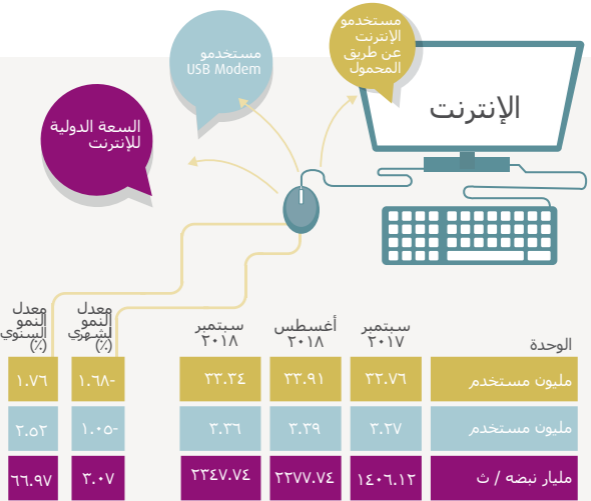 مستخدمو
الإنترنت
عن طريق
المحمول
مستخدمو
USB Modem
الإنترنت
السعة الدولية
للإنترنت
الوحدة
سبتمبر
٢٠١٧
أغسطس
٢٠١٨
سبتمبر
٢٠١٨
معدل
النمو
الشهري
(٪)
معدل
النمو
السنوي
(٪)
مليون مستخدم ٣٢.٧٦ ٣٣.٩١ ٣٣.٣٤ -١.٦٨ ١.٧٦
مليون مستخدم ٣.٢٧ ٣.٣٩ ٣.٣٦ -١.٠٥ ٢.٥٢
مليار نبضه / ث ١٤٠٦.١٢ ٢٢٧٧.٧٤ ٢٣٤٧.٧٤ ٣.٠٧ ٦٦.٩٧